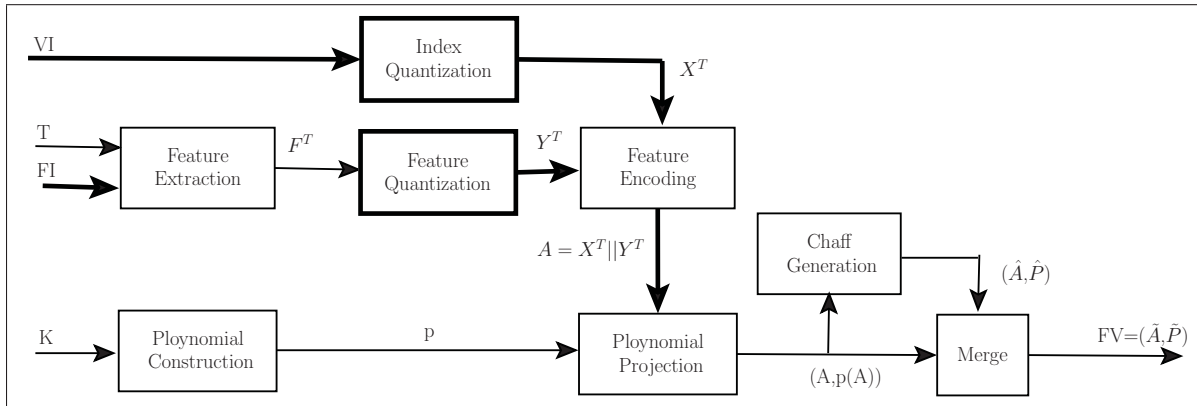 VI
Index
Quantization
X^T
T
FI
Feature
Extraction
F^T
Feature
Quantization
Y^T
Feature
Encoding
A = X^T||Y^T
Chaff
Generation
(Â,P̂)
K
Ploynomial
Construction
p
Ploynomial
Projection
(A,p(A))
Merge
FV=(Ã,P̃)